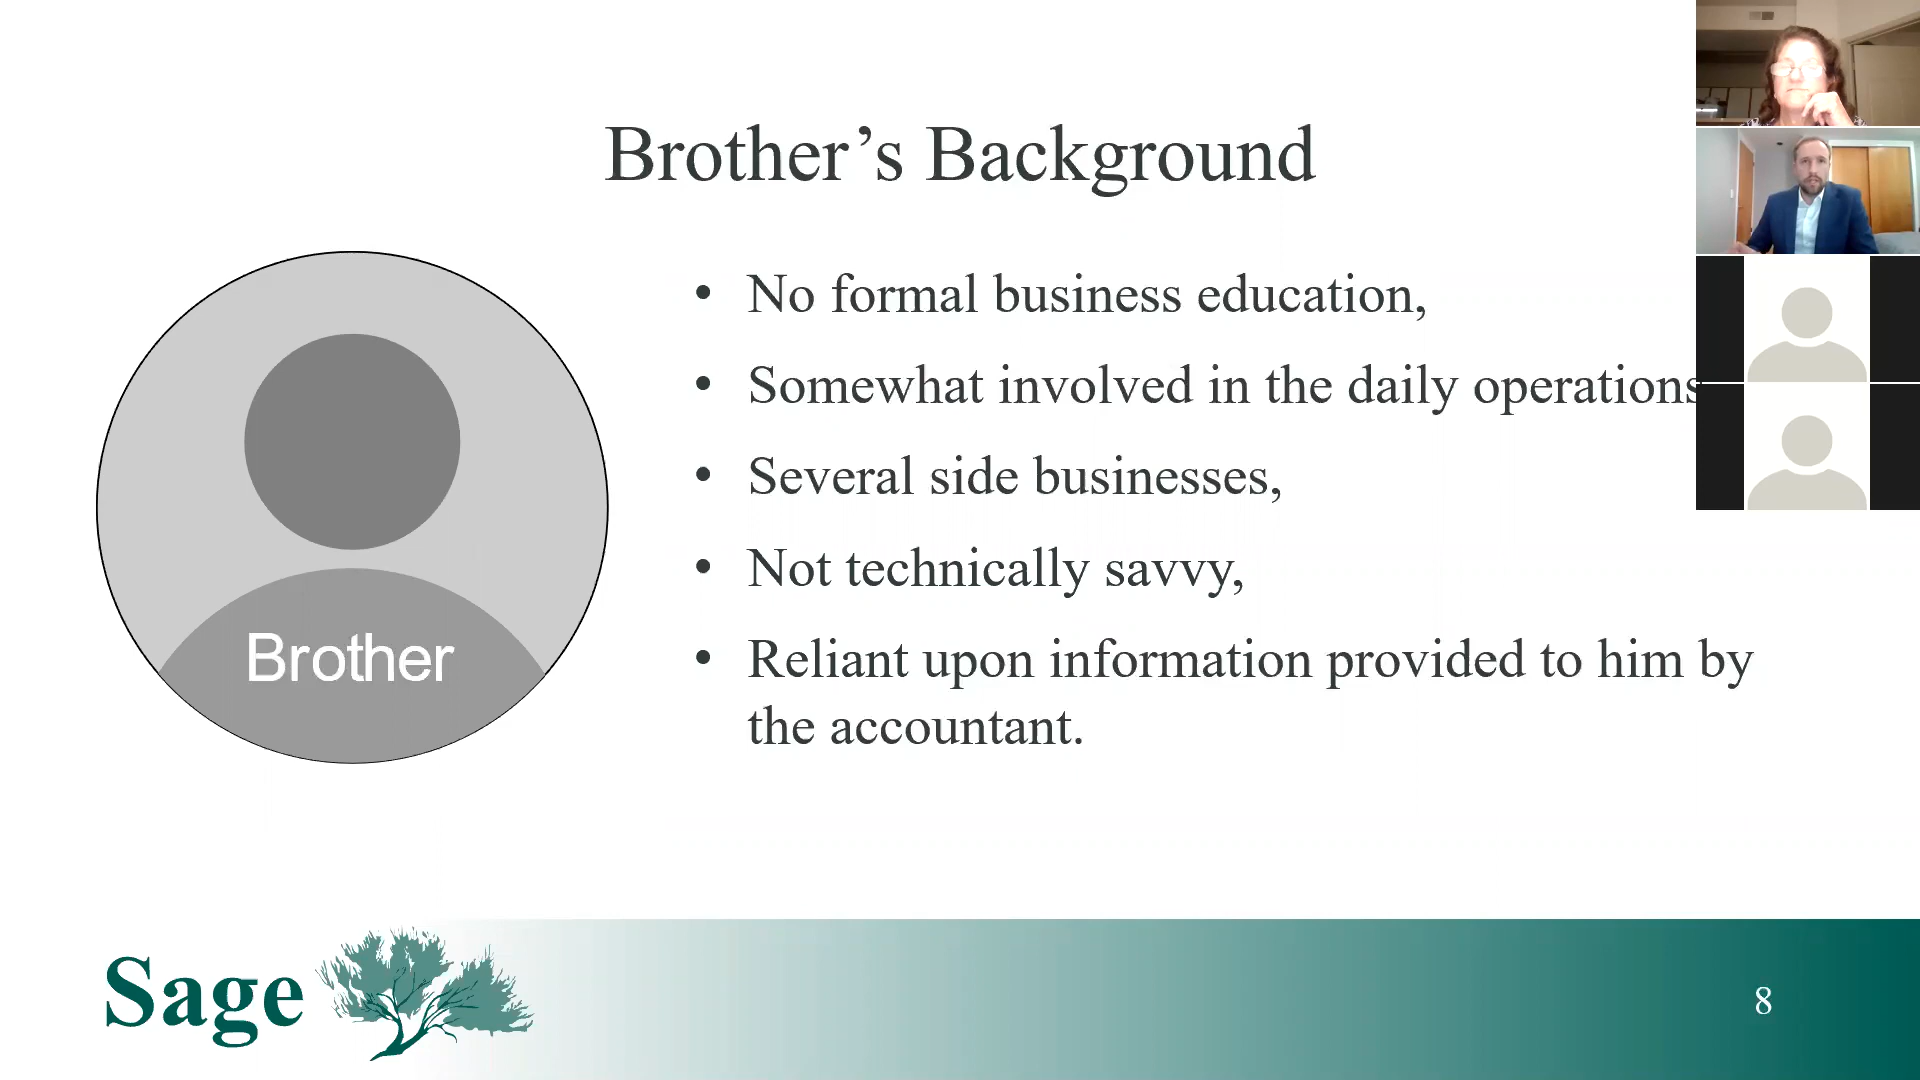 Brother’s Background
• No formal business education,
• Somewhat involved in the daily operations
• Several side businesses,
• Not technically savvy,
• Reliant upon information provided to him by
the accountant.
Brother
Sage
8